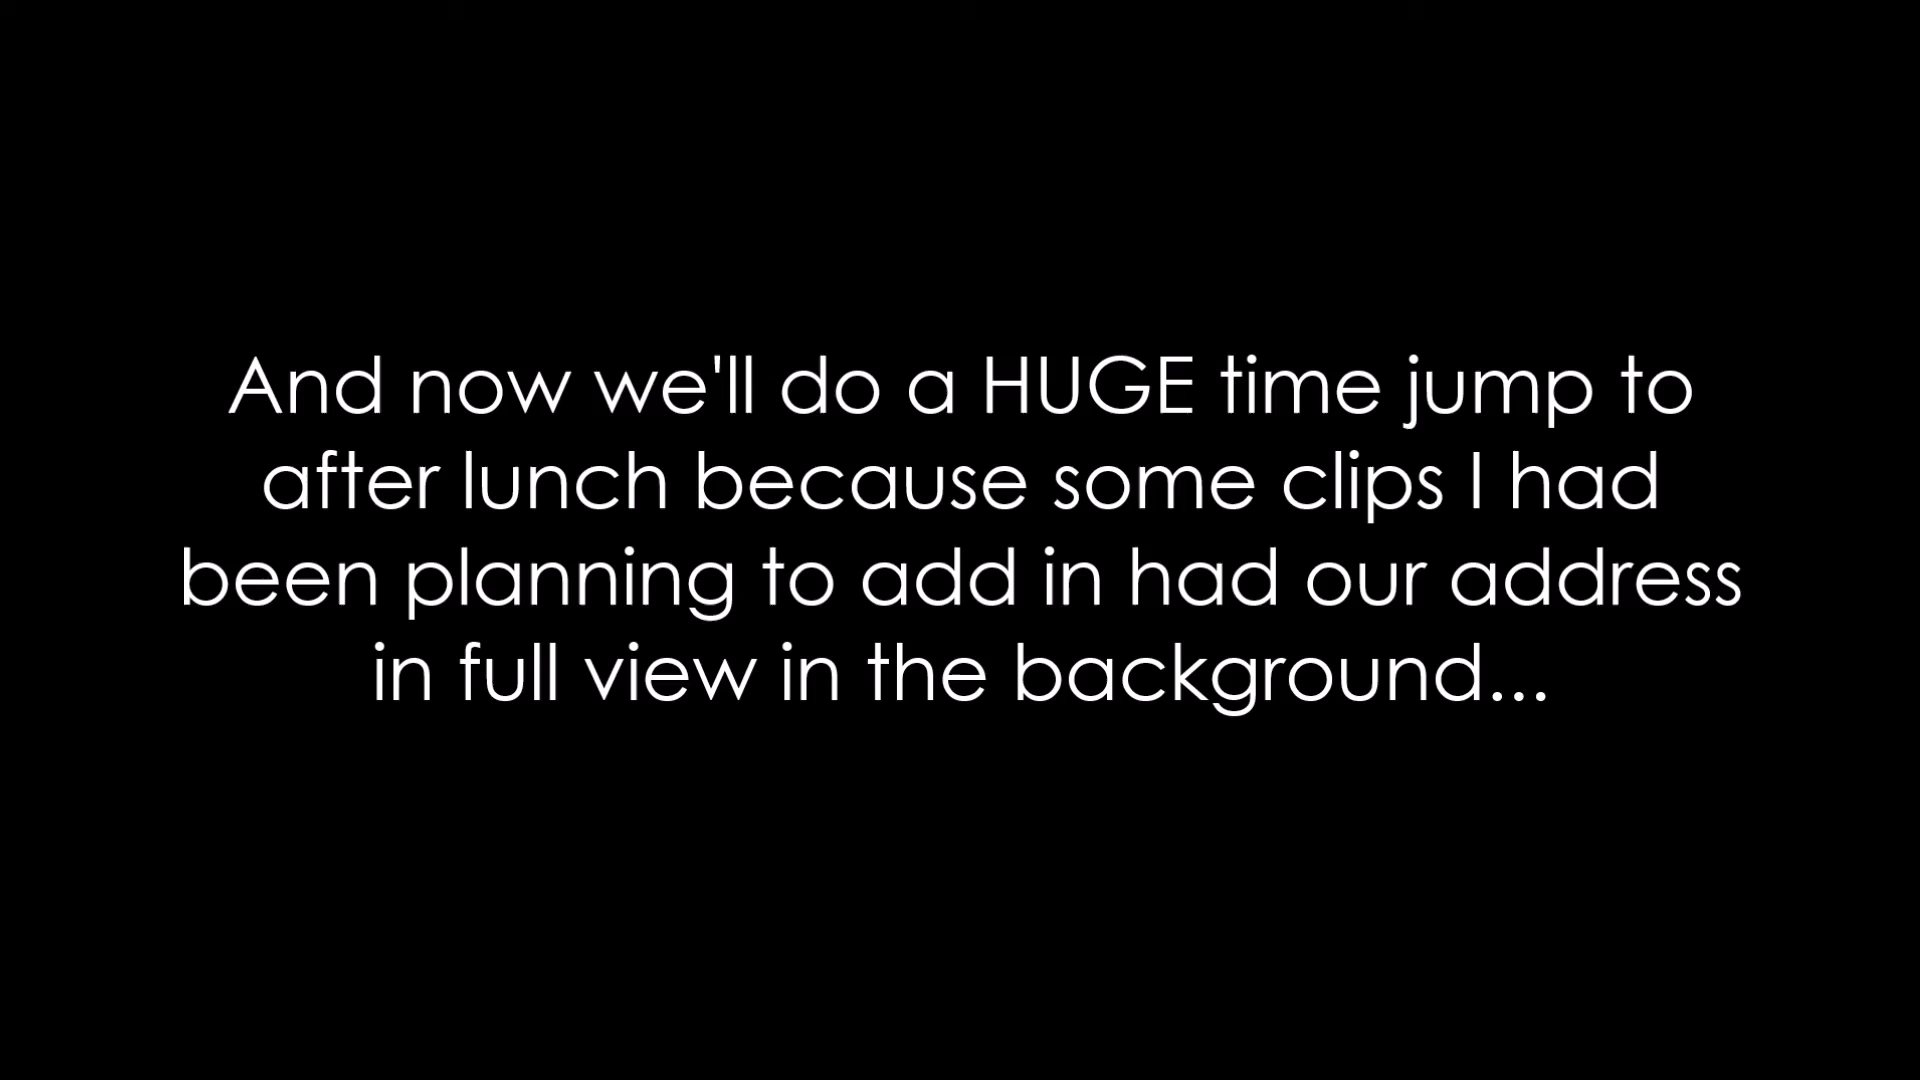 And now we'll do a HUGE time jump to
after lunch because some clips I had
been planning to add in had our address
in full view in the background...